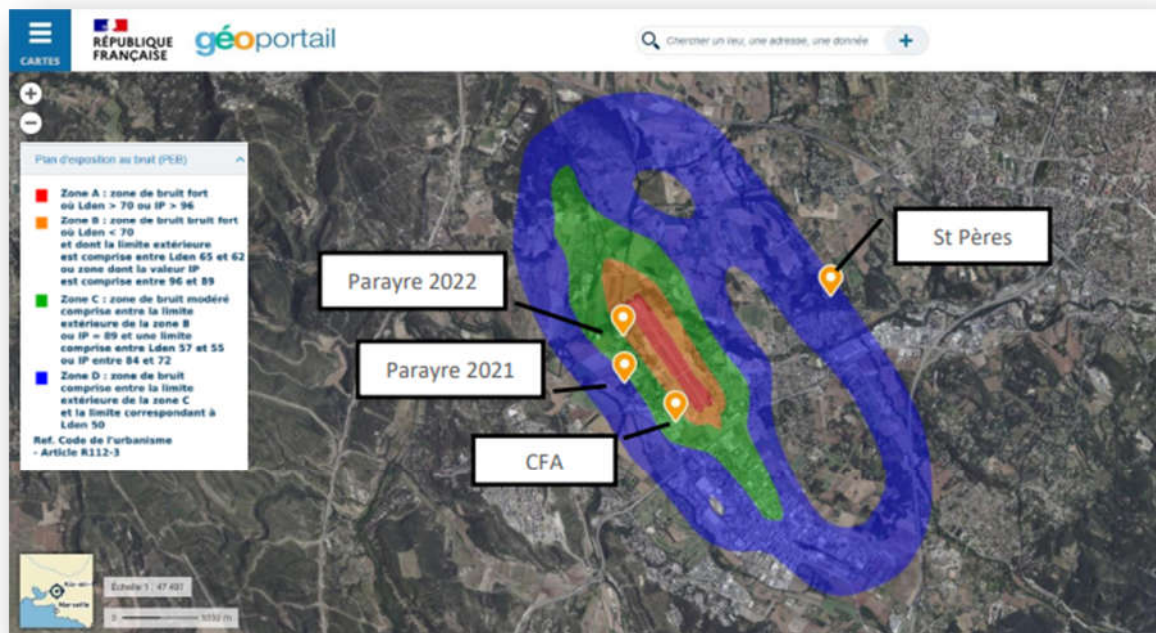 CARTES
RÉPUBLIQUE
FRANÇAISE
géoportail
Chercher un lieu, une adresse, une donnée
+
+
−
Plan d'exposition au bruit (PEB)
Zone A : zone de bruit fort
où Lden > 70 ou IP > 96
Zone B : zone de bruit bruit fort
où Lden < 70
et dont la limite extérieure
est comprise entre Lden 65 et 62
ou zone dont la valeur IP
est comprise entre 96 et 89
Zone C : zone de bruit modéré
comprise entre la limite
extérieure de la zone B
ou IP = 89 et une limite
comprise entre Lden 57 et 55
ou IP entre 84 et 72
Zone D : zone de bruit
comprise entre la limite
extérieure de la zone C
et la limite correspondant à
Lden 50
Ref. Code de l'urbanisme
- Article R112-3
St Pères
Parayre 2022
Parayre 2021
CFA
Marseille
Échelle 1 : 47 497
0